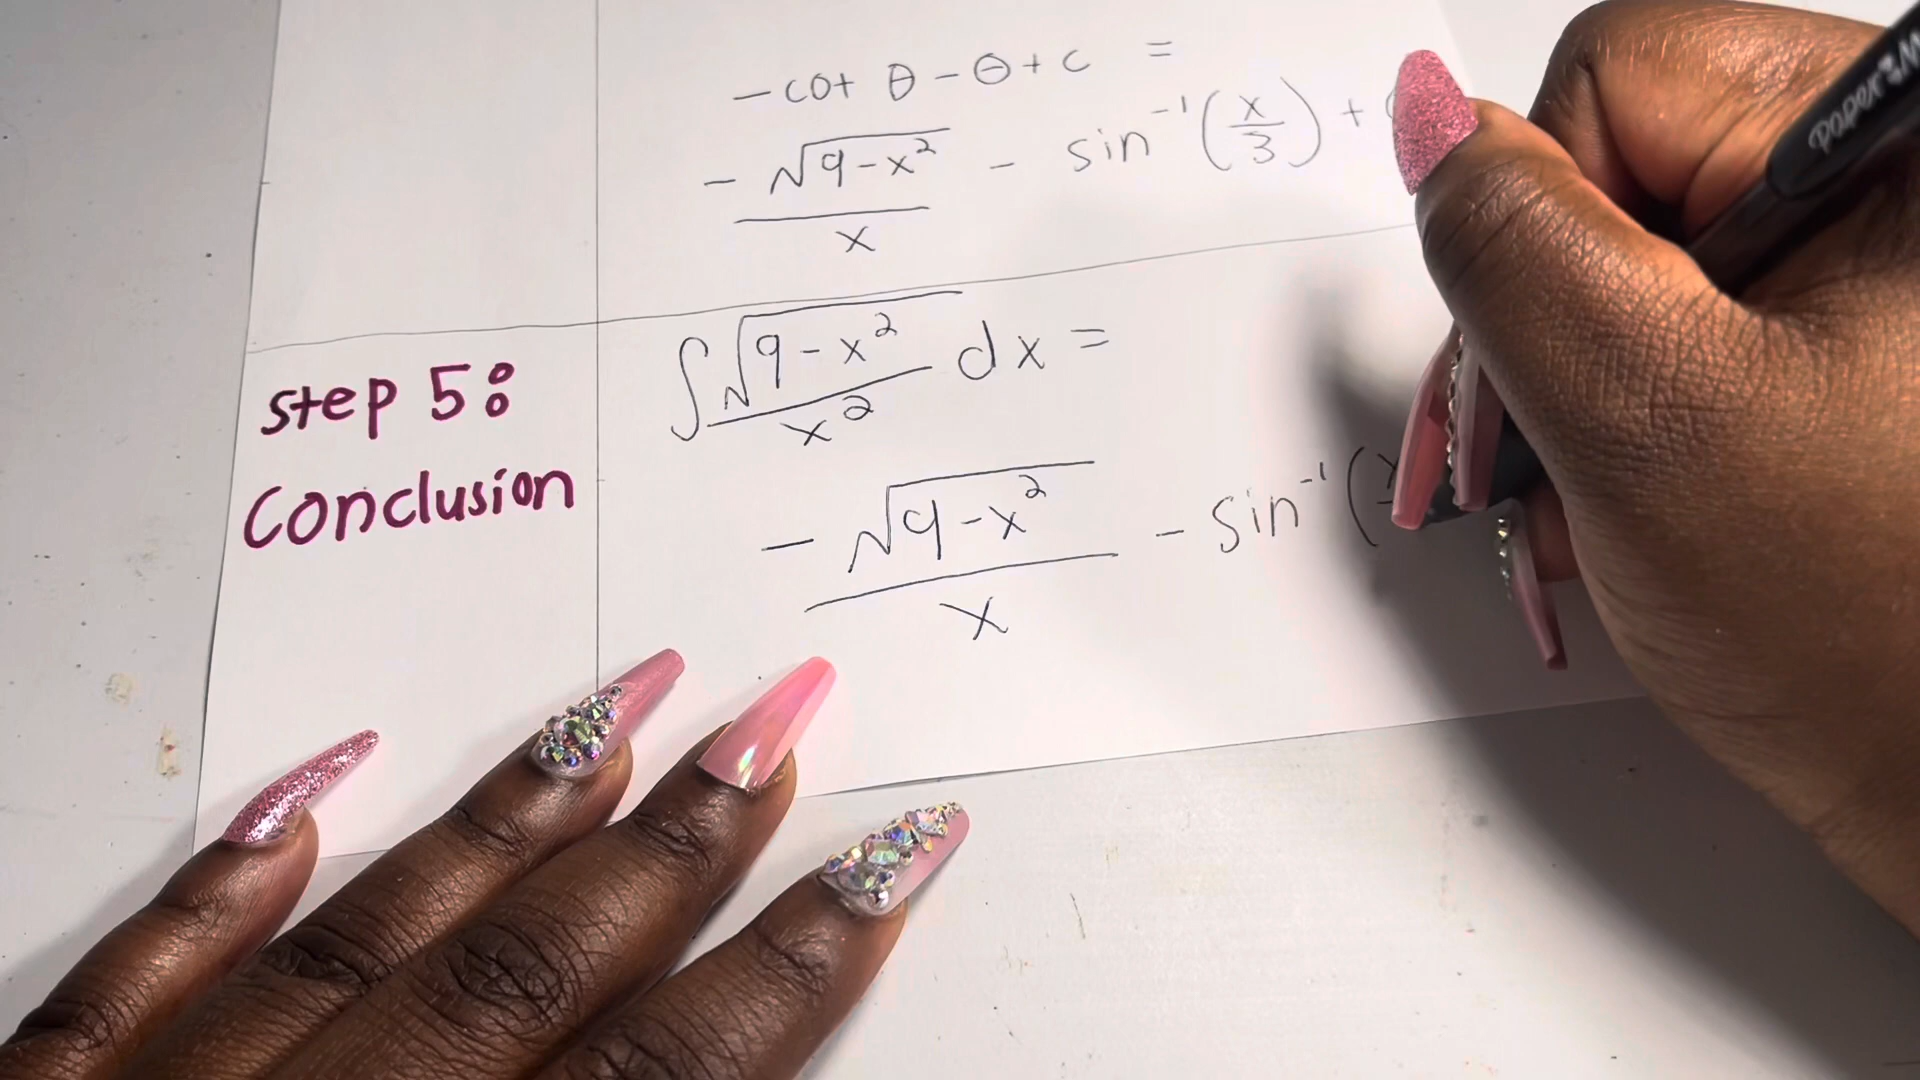 -cot θ - θ + c =
- √(9-x²) / x - sin⁻¹(x/3) +
step 5:
Conclusion
∫ √(9-x²) / x² dx =
- √(9-x²) / x - sin⁻¹(
Paper:M